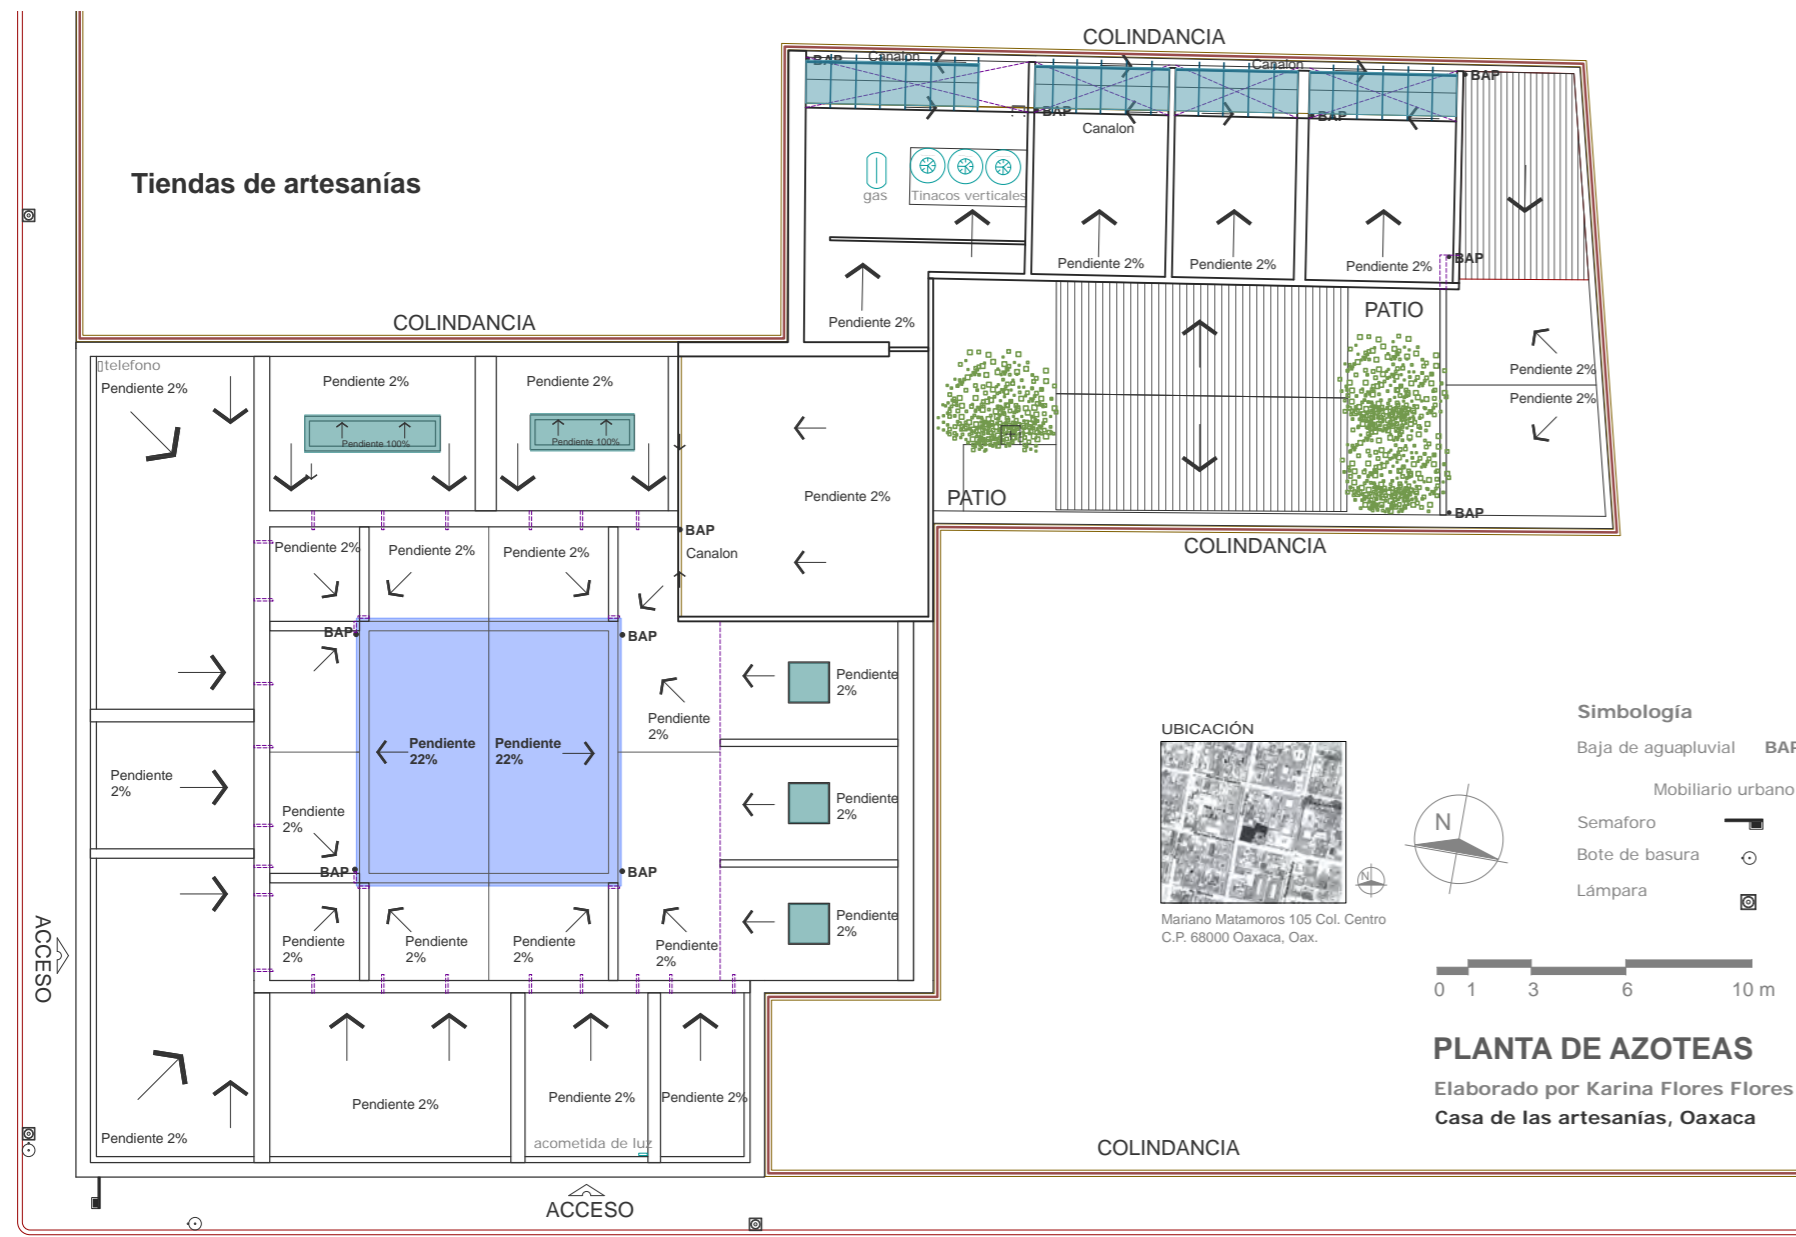 COLINDANCIA
BAP
Canalon
Canalon
BAP
BAP
BAP
Canalon
Tiendas de artesanías
gas
Tinacos verticales
Pendiente 2%
Pendiente 2%
Pendiente 2%
BAP
Pendiente 2%
COLINDANCIA
PATIO
telefono
Pendiente 2%
Pendiente 2%
Pendiente 2%
Pendiente 2%
Pendiente 2%
Pendiente 100%
Pendiente 100%
Pendiente 2%
PATIO
BAP
BAP
Canalon
COLINDANCIA
Pendiente 2%
Pendiente 2%
Pendiente 2%
BAP
BAP
Pendiente
2%
Pendiente
2%
Pendiente
22%
Pendiente
22%
Pendiente
2%
Pendiente
2%
Pendiente
2%
BAP
BAP
Pendiente
2%
Pendiente
2%
Pendiente
2%
Pendiente
2%
Pendiente
2%
ACCESO
Pendiente 2%
Pendiente 2%
Pendiente 2%
Pendiente 2%
acometida de luz
ACCESO
COLINDANCIA
UBICACIÓN
N
Mariano Matamoros 105 Col. Centro
C.P. 68000 Oaxaca, Oax.
N
Simbología
Baja de aguapluvial BAP
Mobiliario urbano
Semaforo
Bote de basura
Lámpara
0 1 3 6 10 m
PLANTA DE AZOTEAS
Elaborado por Karina Flores Flores
Casa de las artesanías, Oaxaca